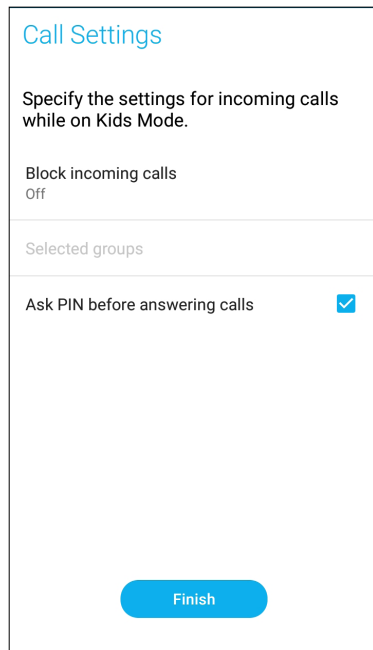 Call Settings
Specify the settings for incoming calls
while on Kids Mode.
Block incoming calls
Off
Selected groups
Ask PIN before answering calls
Finish